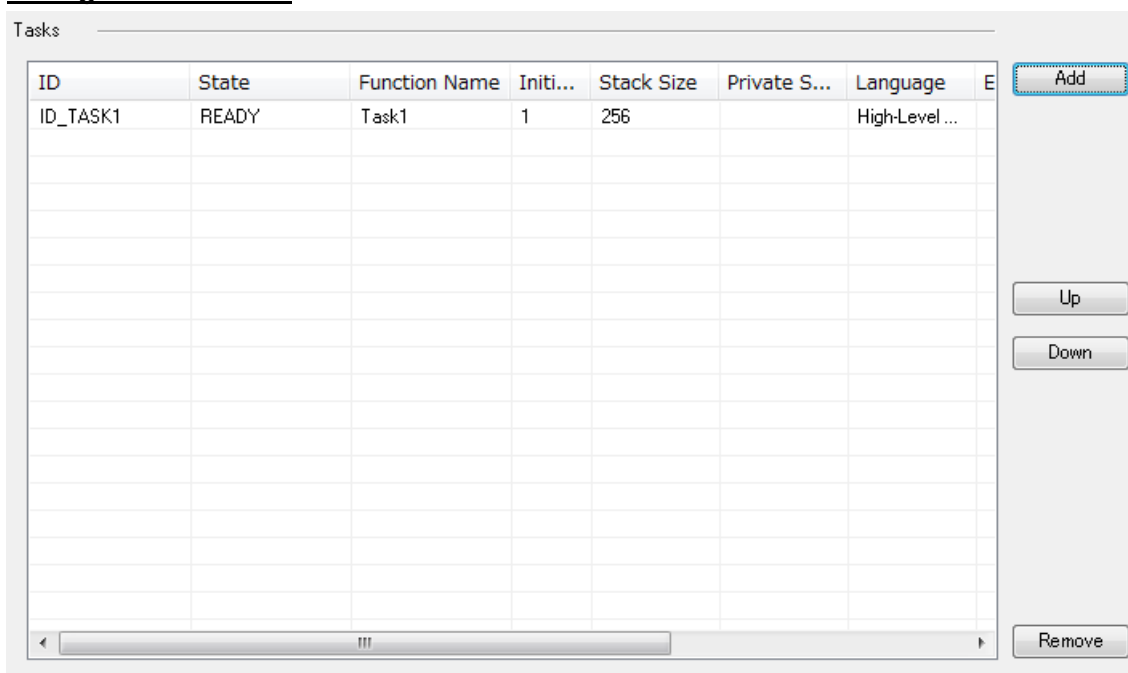 Tasks
ID State Function Name Initi... Stack Size Private S... Language E
ID_TASK1 READY Task1 1 256 High-Level ...
Add
Up
Down
Remove